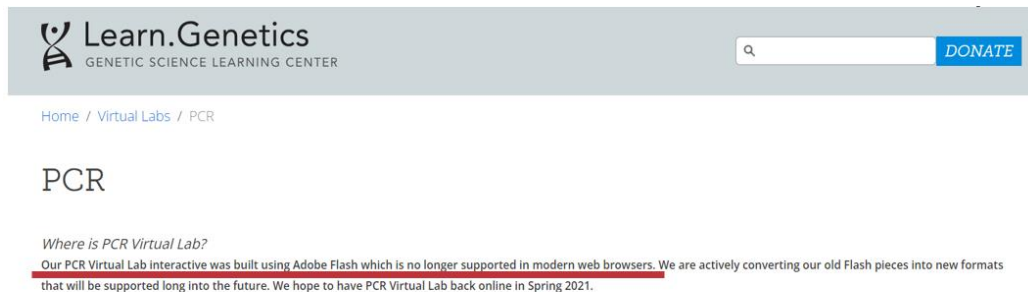 Learn.Genetics
GENETIC SCIENCE LEARNING CENTER
DONATE
Home / Virtual Labs / PCR
PCR
Where is PCR Virtual Lab?
Our PCR Virtual Lab interactive was built using Adobe Flash which is no longer supported in modern web browsers. We are actively converting our old Flash pieces into new formats
that will be supported long into the future. We hope to have PCR Virtual Lab back online in Spring 2021.